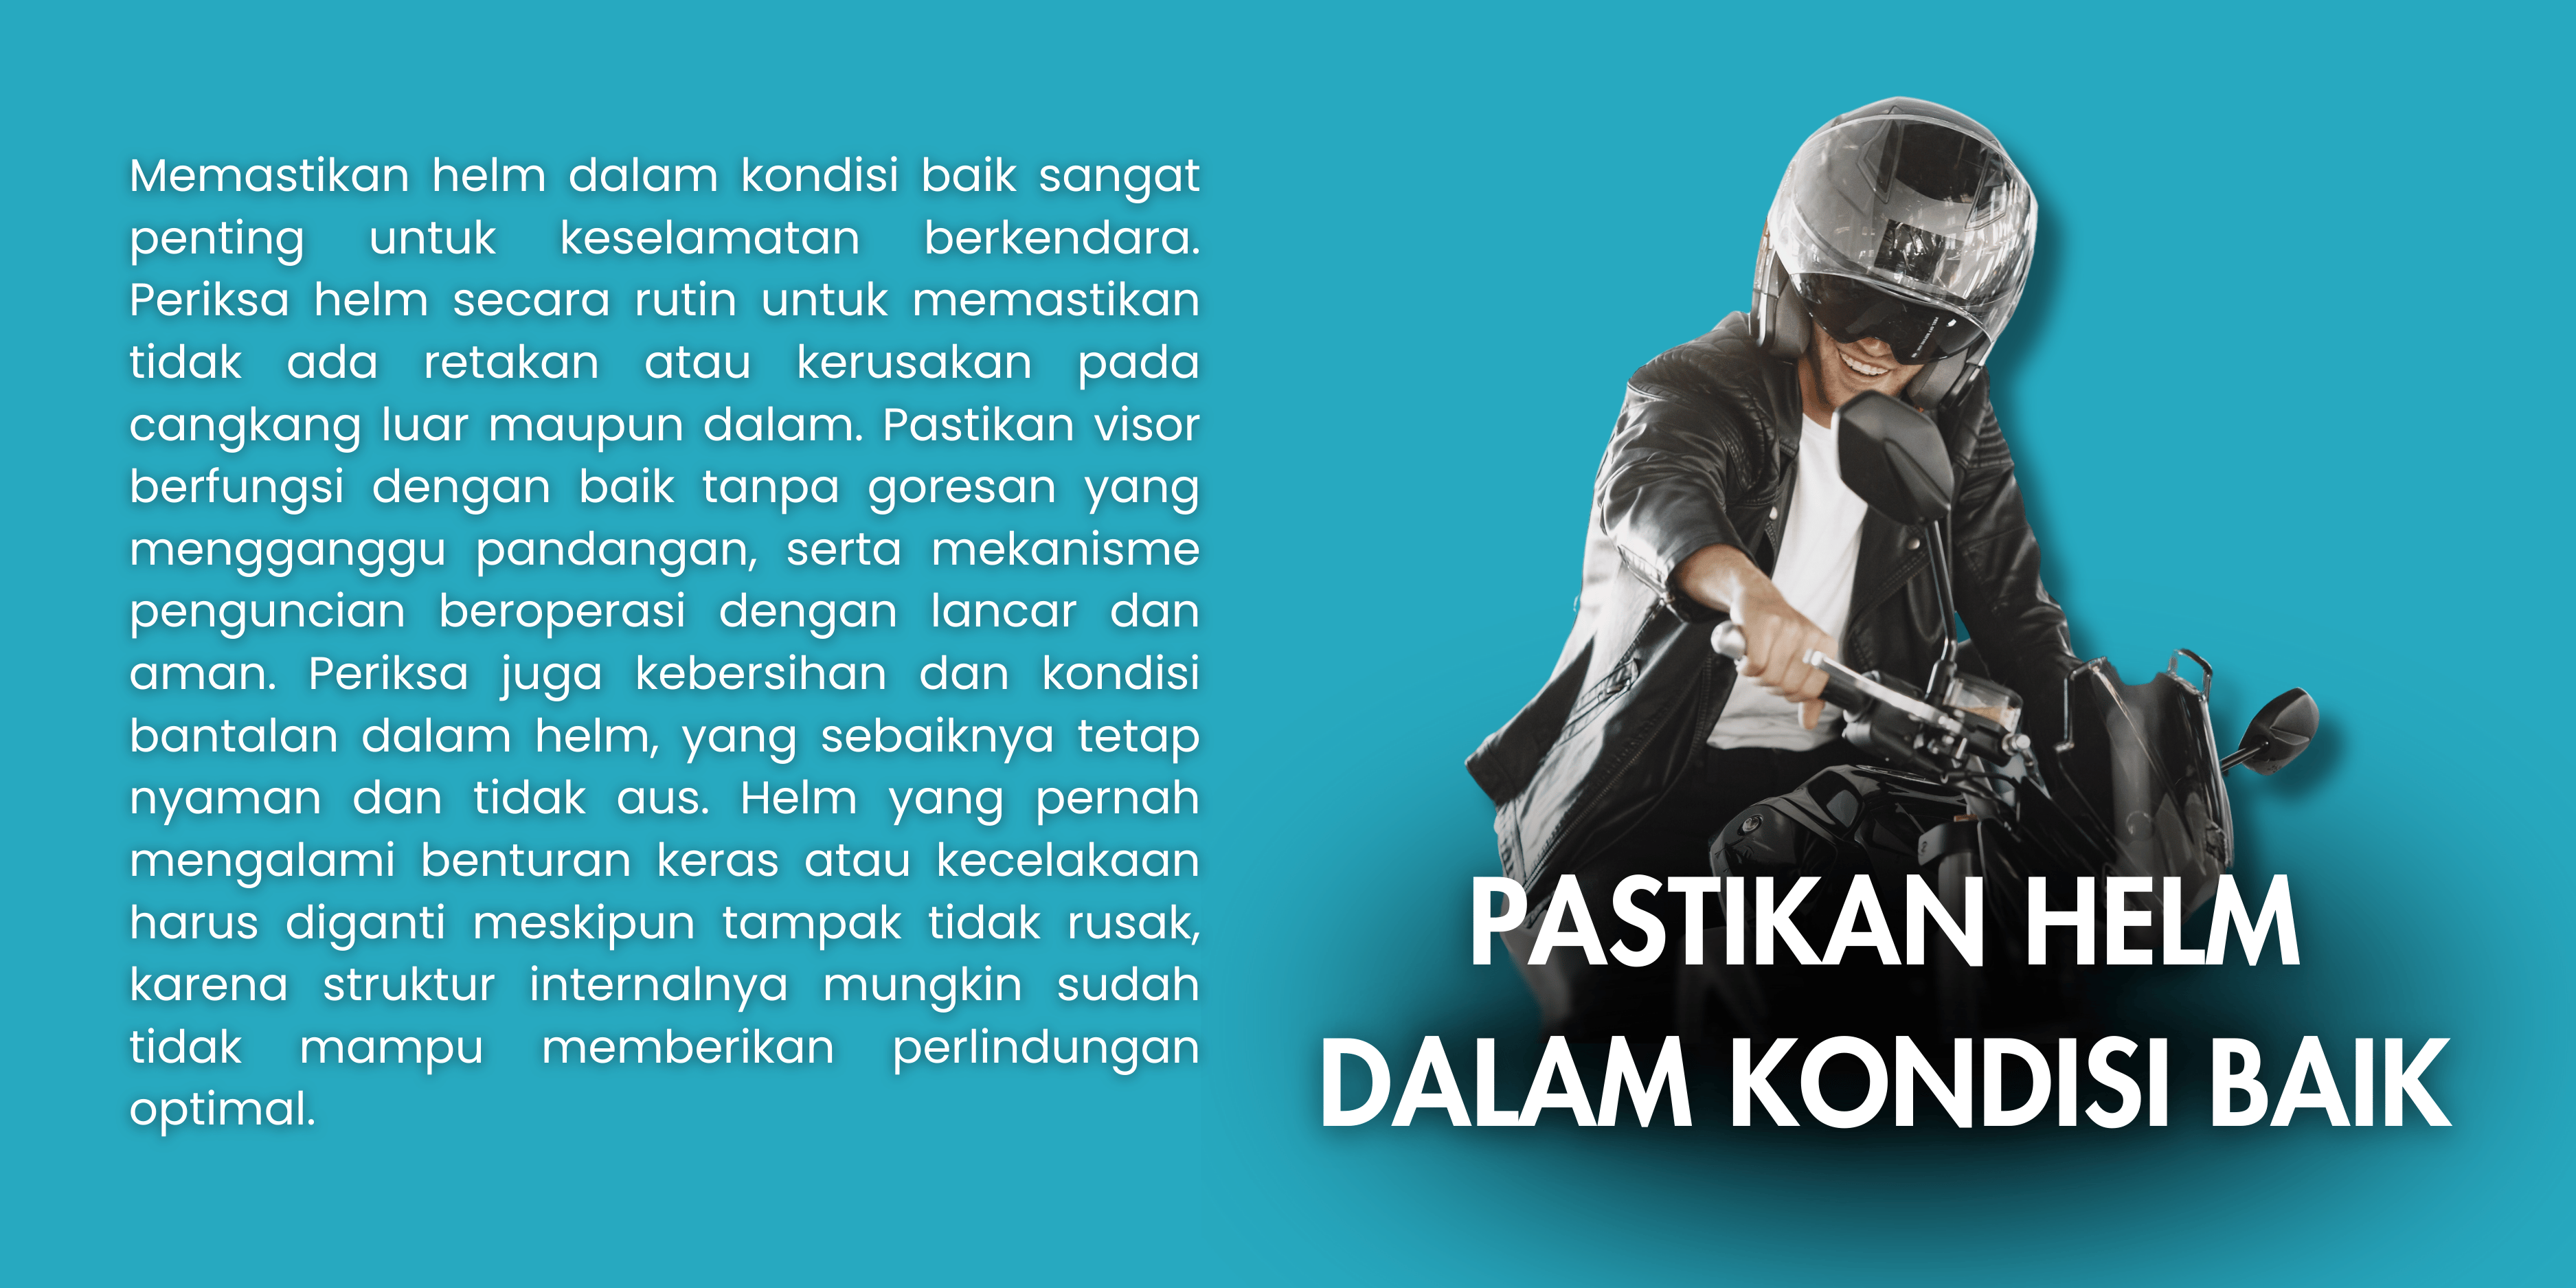 Memastikan helm dalam kondisi baik sangat
penting untuk keselamatan berkendara.
Periksa helm secara rutin untuk memastikan
tidak ada retakan atau kerusakan pada
cangkang luar maupun dalam. Pastikan visor
berfungsi dengan baik tanpa goresan yang
mengganggu pandangan, serta mekanisme
penguncian beroperasi dengan lancar dan
aman. Periksa juga kebersihan dan kondisi
bantalan dalam helm, yang sebaiknya tetap
nyaman dan tidak aus. Helm yang pernah
mengalami benturan keras atau kecelakaan
harus diganti meskipun tampak tidak rusak,
karena struktur internalnya mungkin sudah
tidak mampu memberikan perlindungan
optimal.
PASTIKAN HELM
DALAM KONDISI BAIK